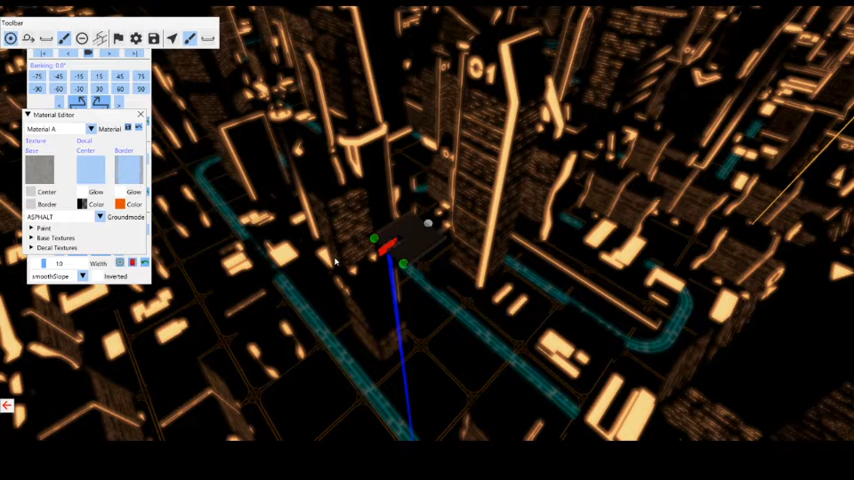 Toolbar
|< < > >|
Banking: 0.0°
-75 -45 -15 15 45 75
-90 -60 -30 30 60 90
< >
Material Editor
Material A Material
Texture Decal
Base Center Border
Center Glow Glow
Border Color Color
ASPHALT Groundmode
Paint
Base Textures
Decal Textures
10 Width
smoothSlope Inverted
01